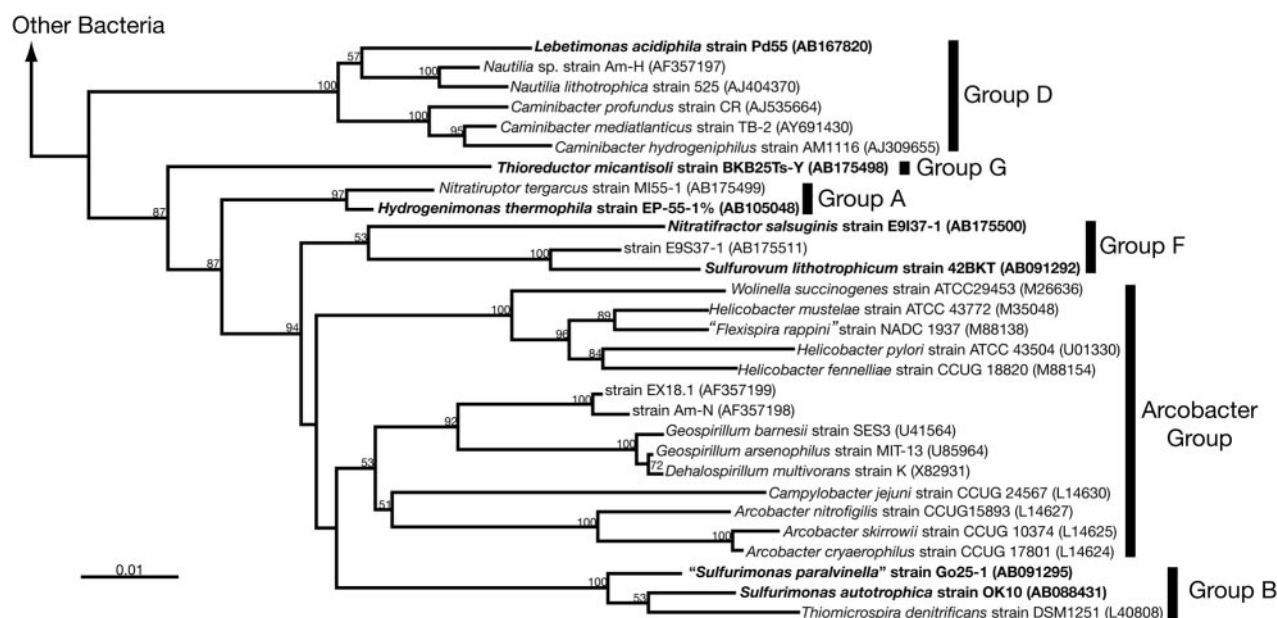 Other Bacteria
Lebetimonas acidiphila strain Pd55 (AB167820)
57
Nautilia sp. strain Am-H (AF357197)
100
Nautilia lithotrophica strain 525 (AJ404370)
100
Group D
Caminibacter profundus strain CR (AJ535664)
100
Caminibacter mediatlanticus strain TB-2 (AY691430)
95
Caminibacter hydrogeniphilus strain AM1116 (AJ309655)
Thioreductor micantisoli strain BKB25Ts-Y (AB175498)
Group G
Nitratiruptor tergarcus strain MI55-1 (AB175499)
97
Group A
Hydrogenimonas thermophila strain EP-55-1% (AB105048)
87
Nitratifractor salsuginis strain E9I37-1 (AB175500)
53
Group F
strain E9S37-1 (AB175511)
100
87
Sulfurovum lithotrophicum strain 42BKT (AB091292)
Wolinella succinogenes strain ATCC29453 (M26636)
100
Helicobacter mustelae strain ATCC 43772 (M35048)
89
94
"Flexispira rappini" strain NADC 1937 (M88138)
96
Helicobacter pylori strain ATCC 43504 (U01330)
84
Helicobacter fennelliae strain CCUG 18820 (M88154)
strain EX18.1 (AF357199)
100
strain Am-N (AF357198)
Arcobacter
Group
92
Geospirillum barnesii strain SES3 (U41564)
100
Geospirillum arsenophilus strain MIT-13 (U85964)
72
53
Dehalospirillum multivorans strain K (X82931)
Campylobacter jejuni strain CCUG 24567 (L14630)
51
Arcobacter nitrofigilis strain CCUG15893 (L14627)
100
Arcobacter skirrowii strain CCUG 10374 (L14625)
100
Arcobacter cryaerophilus strain CCUG 17801 (L14624)
0.01
"Sulfurimonas paralvinella" strain Go25-1 (AB091295)
100
Sulfurimonas autotrophica strain OK10 (AB088431)
53
Group B
Thiomicrospira denitrificans strain DSM1251 (L40808)